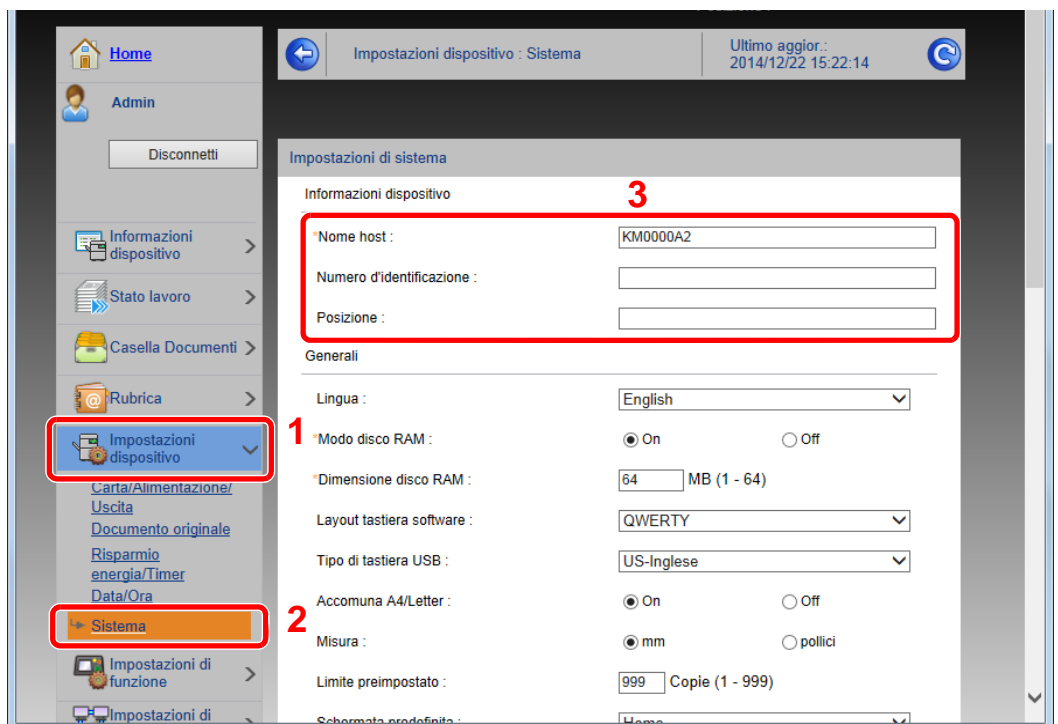 Home
Admin
Disconnetti
Informazioni
dispositivo
Stato lavoro
Casella Documenti
Rubrica
1
Impostazioni
dispositivo
Carta/Alimentazione/
Uscita
Documento originale
Risparmio
energia/Timer
Data/Ora
2
Sistema
Impostazioni di
funzione
Impostazioni di
Impostazioni dispositivo : Sistema
Ultimo aggior.:
2014/12/22 15:22:14
Impostazioni di sistema
Informazioni dispositivo
3
*Nome host : KM0000A2
Numero d'identificazione :
Posizione :
Generali
Lingua : English
*Modo disco RAM : On Off
*Dimensione disco RAM : 64 MB (1 - 64)
Layout tastiera software : QWERTY
Tipo di tastiera USB : US-Inglese
Accomuna A4/Letter : On Off
Misura : mm pollici
Limite preimpostato : 999 Copie (1 - 999)
Schermata predefinita : Home